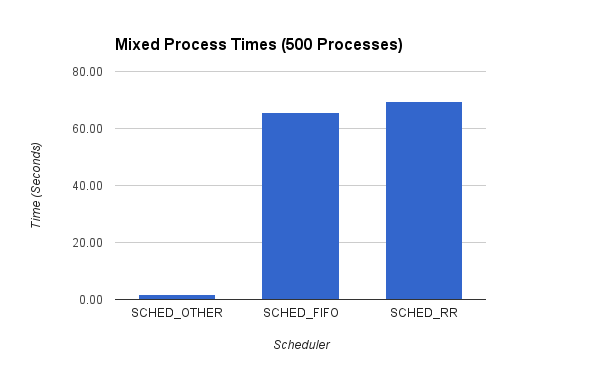 Mixed Process Times (500 Processes)
80.00
60.00
40.00
20.00
0.00
Time (Seconds)
SCHED_OTHER SCHED_FIFO SCHED_RR
Scheduler